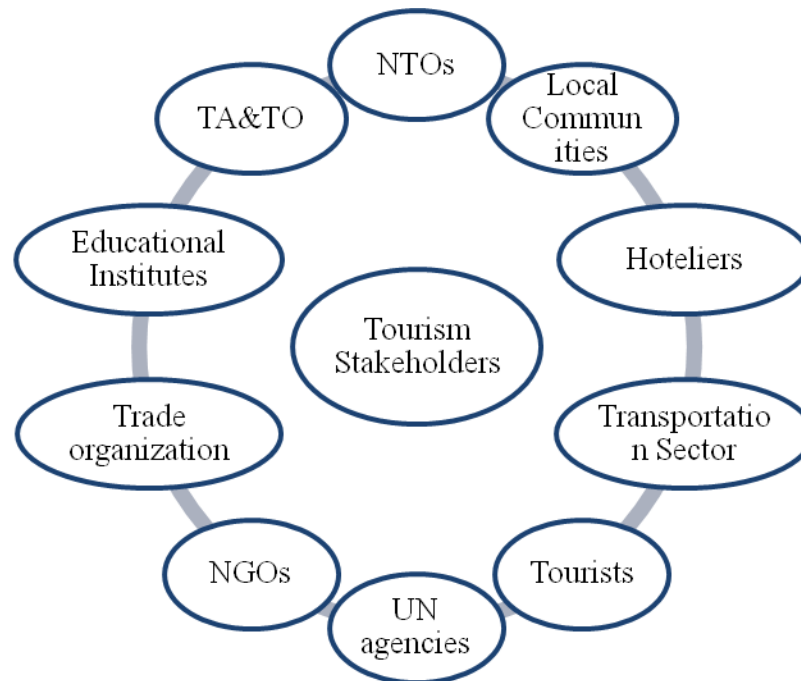 NTOs
Local
Commun
ities
Hoteliers
Transportatio
n Sector
Tourists
UN
agencies
NGOs
Trade
organization
Educational
Institutes
TA&TO
Tourism
Stakeholders